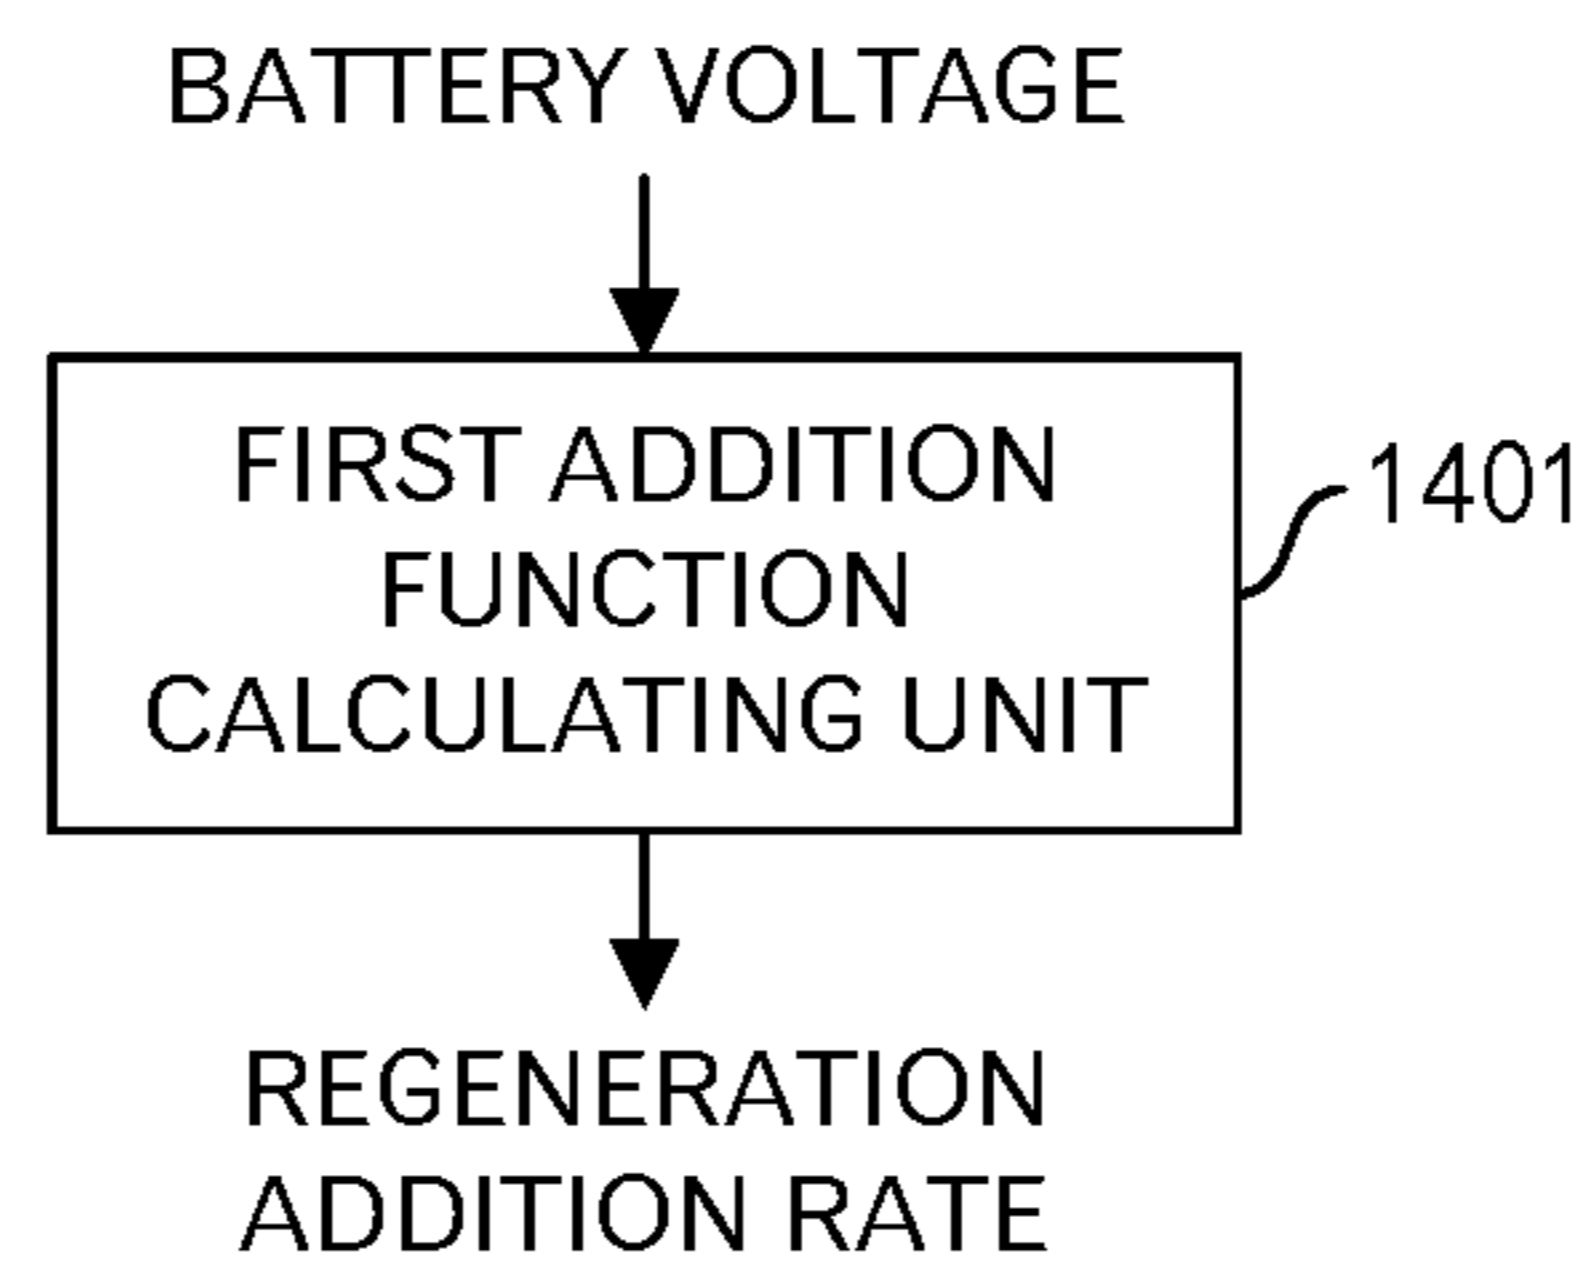 BATTERY VOLTAGE
FIRST ADDITION
FUNCTION
CALCULATING UNIT
1401
REGENERATION
ADDITION RATE